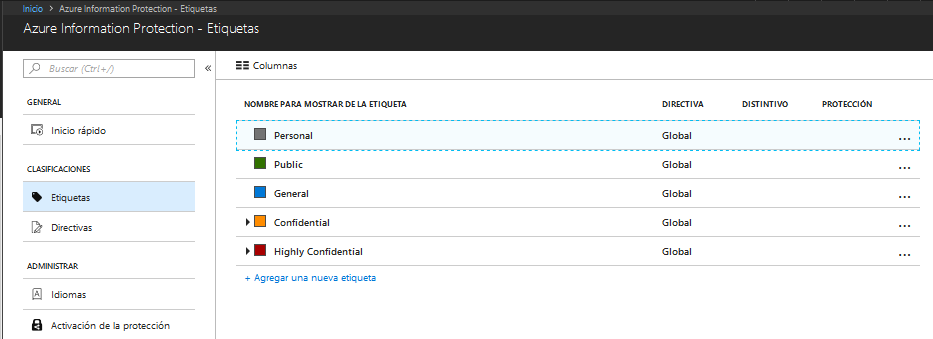 Inicio > Azure Information Protection - Etiquetas
Azure Information Protection - Etiquetas
Buscar (Ctrl+/)
«
GENERAL
Inicio rápido
CLASIFICACIONES
Etiquetas
Directivas
ADMINISTRAR
Idiomas
Activación de la protección
Columnas
NOMBRE PARA MOSTRAR DE LA ETIQUETA DIRECTIVA DISTINTIVO PROTECCIÓN
Personal Global ...
Public Global ...
General Global ...
Confidential Global ...
Highly Confidential Global ...
+ Agregar una nueva etiqueta